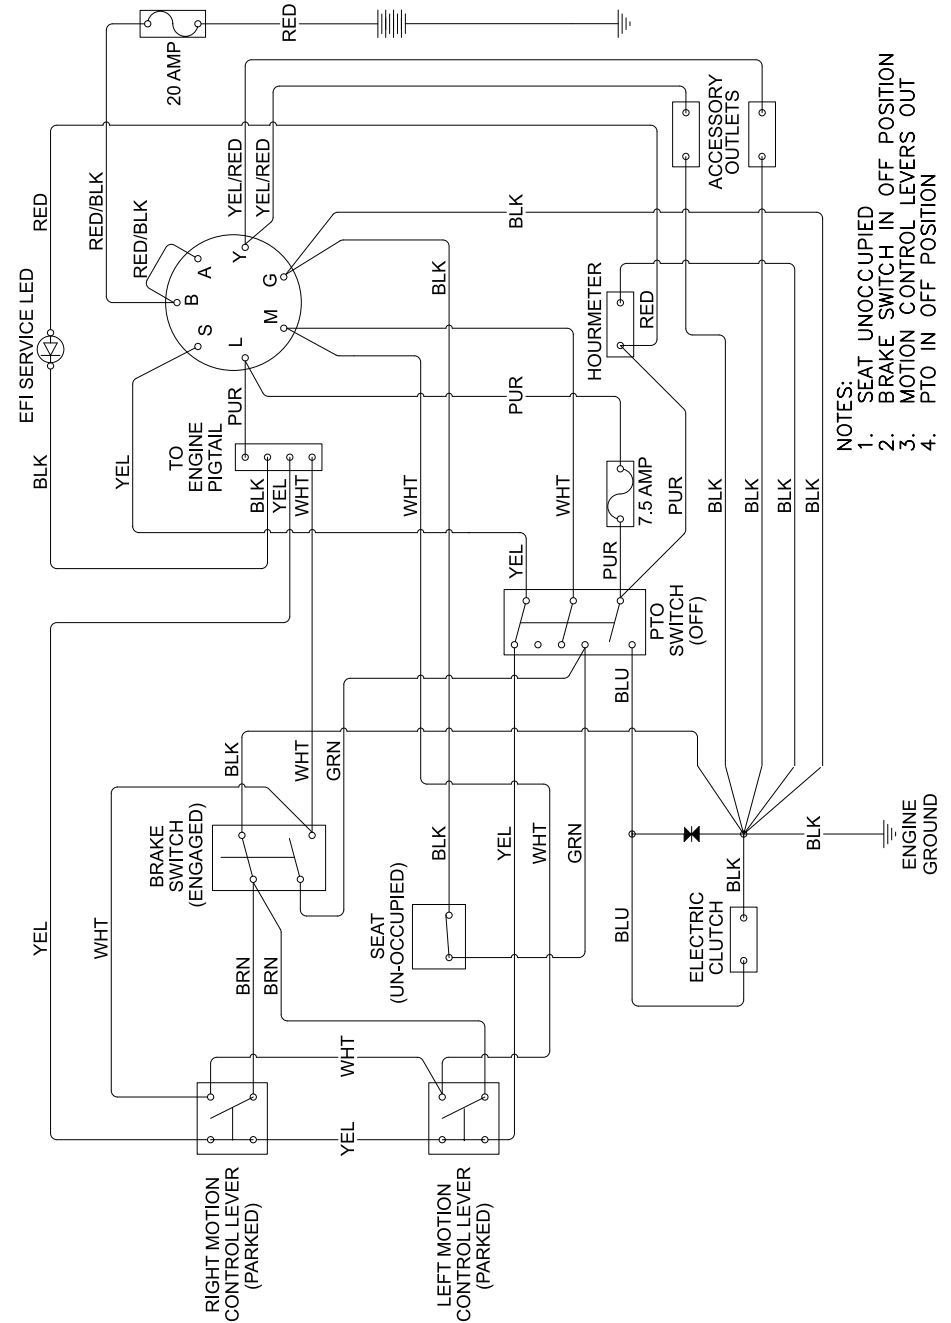 RED
20 AMP
RED/BLK
RED/BLK
YEL/RED
YEL/RED
RED
EFI SERVICE LED
BLK
A
B
S
L
M
G
Y
YEL
PUR
TO
ENGINE
PIGTAIL
BLK
YEL
WHT
BLK
BLK
ACCESSORY
OUTLETS
HOURMETER
RED
PUR
WHT
WHT
7.5 AMP
PUR
PUR
YEL
BLK
BLK
BLK
BLK
PTO
SWITCH
(OFF)
BLU
BLK
WHT
GRN
BRAKE
SWITCH
(ENGAGED)
YEL
WHT
BRN
BRN
BLK
YEL
WHT
GRN
SEAT
(UN-OCCUPIED)
BLU
BLK
BLK
ELECTRIC
CLUTCH
ENGINE
GROUND
WHT
YEL
RIGHT MOTION
CONTROL LEVER
(PARKED)
LEFT MOTION
CONTROL LEVER
(PARKED)
NOTES:
1. SEAT UNOCCUPIED
2. BRAKE SWITCH IN OFF POSITION
3. MOTION CONTROL LEVERS OUT
4. PTO IN OFF POSITION